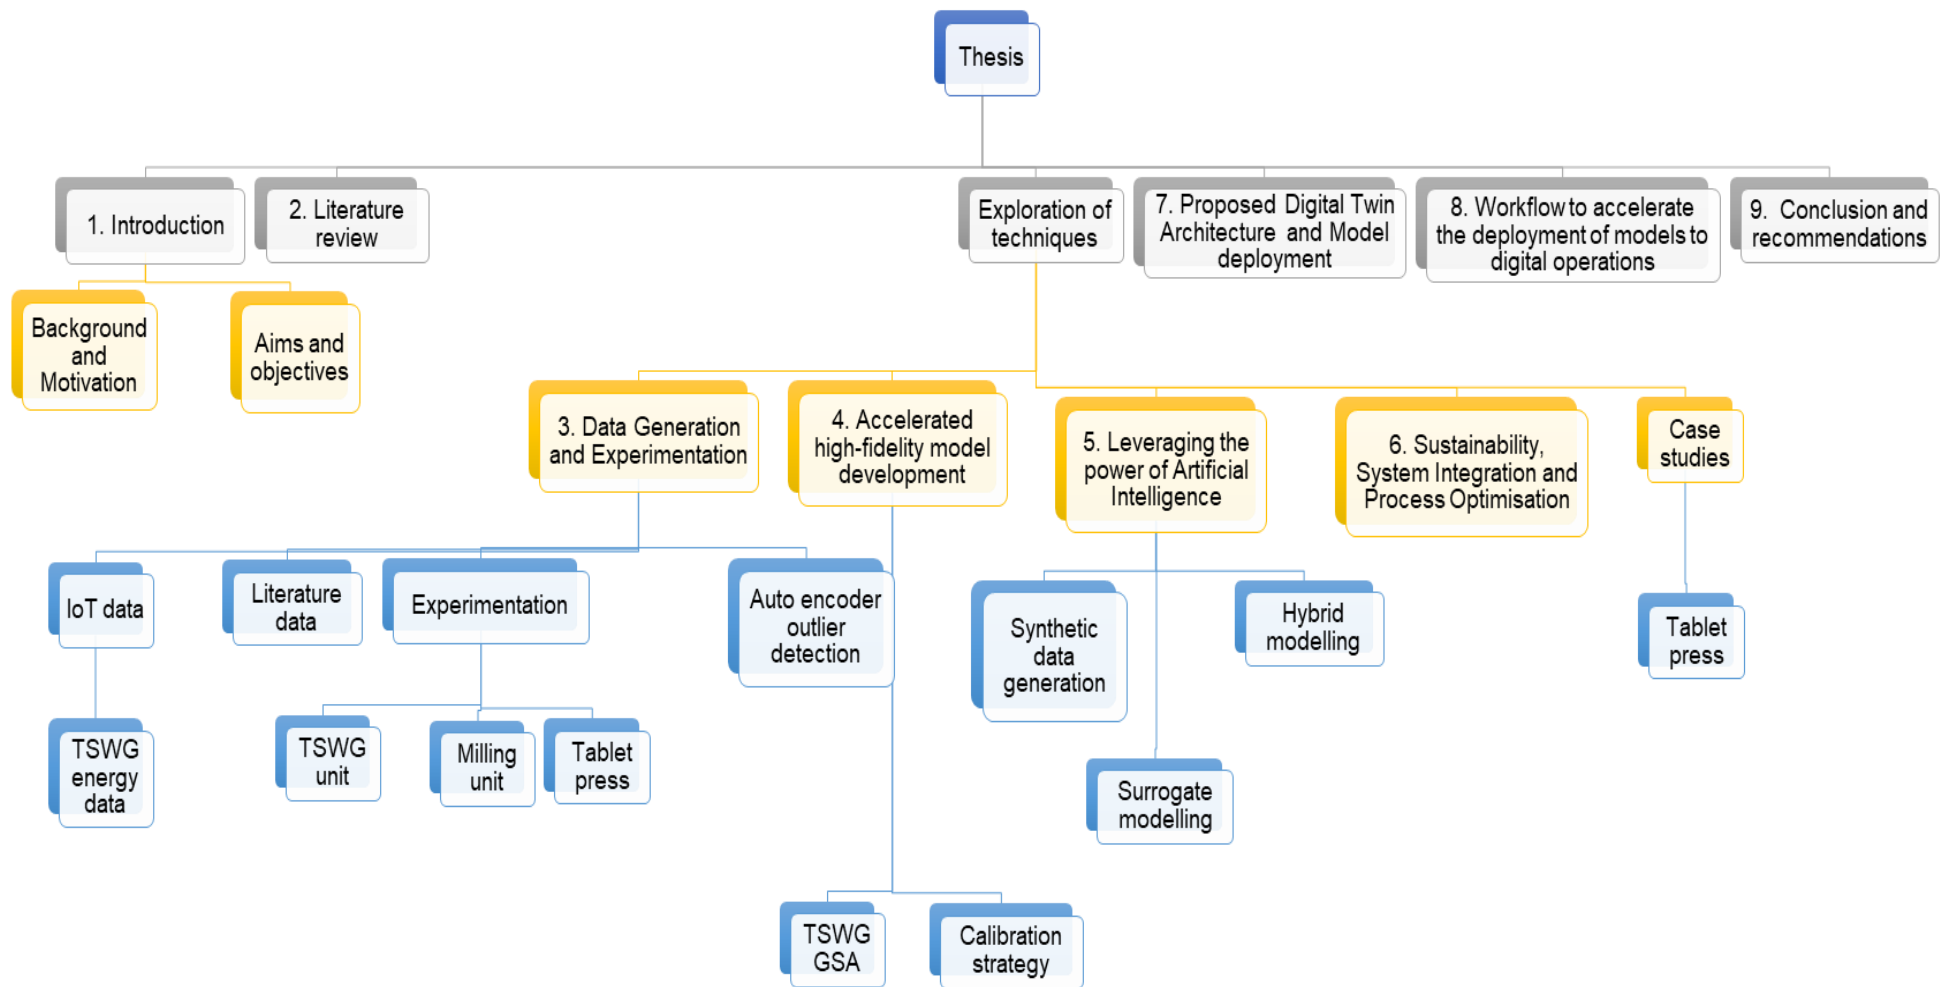 Thesis
1. Introduction
2. Literature
review
Exploration of
techniques
7. Proposed Digital Twin
Architecture and Model
deployment
8. Workflow to accelerate
the deployment of models to
digital operations
9. Conclusion and
recommendations
Background
and
Motivation
Aims and
objectives
3. Data Generation
and Experimentation
4. Accelerated
high-fidelity model
development
5. Leveraging the
power of Artificial
Intelligence
6. Sustainability,
System Integration and
Process Optimisation
Case
studies
IoT data
Literature
data
Experimentation
Auto encoder
outlier
detection
Synthetic
data
generation
Hybrid
modelling
Tablet
press
TSWG
energy
data
TSWG
unit
Milling
unit
Tablet
press
Surrogate
modelling
TSWG
GSA
Calibration
strategy